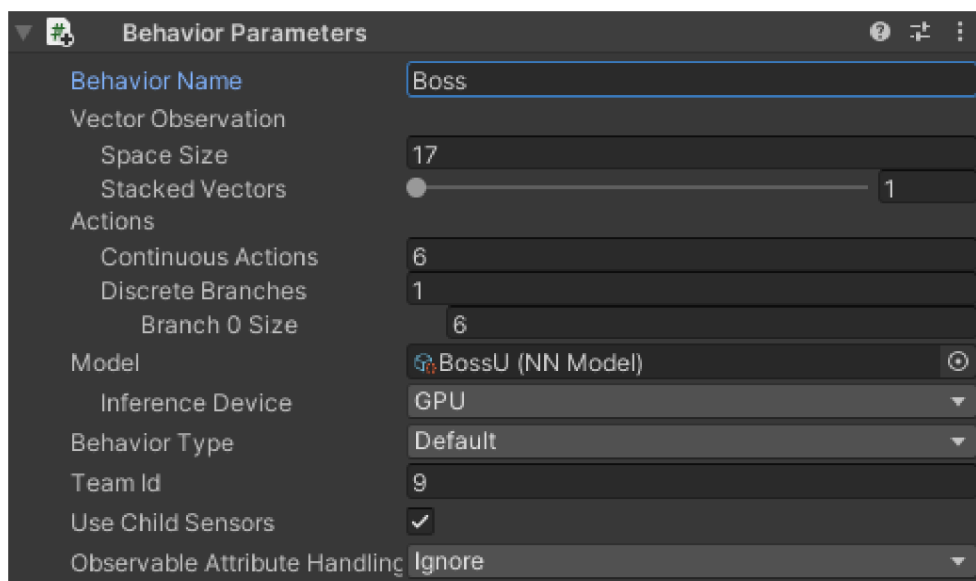 Behavior Parameters
Behavior Name Boss
Vector Observation
Space Size 17
Stacked Vectors 1
Actions
Continuous Actions 6
Discrete Branches 1
Branch 0 Size 6
Model BossU (NN Model)
Inference Device GPU
Behavior Type Default
Team Id 9
Use Child Sensors
Observable Attribute Handling Ignore